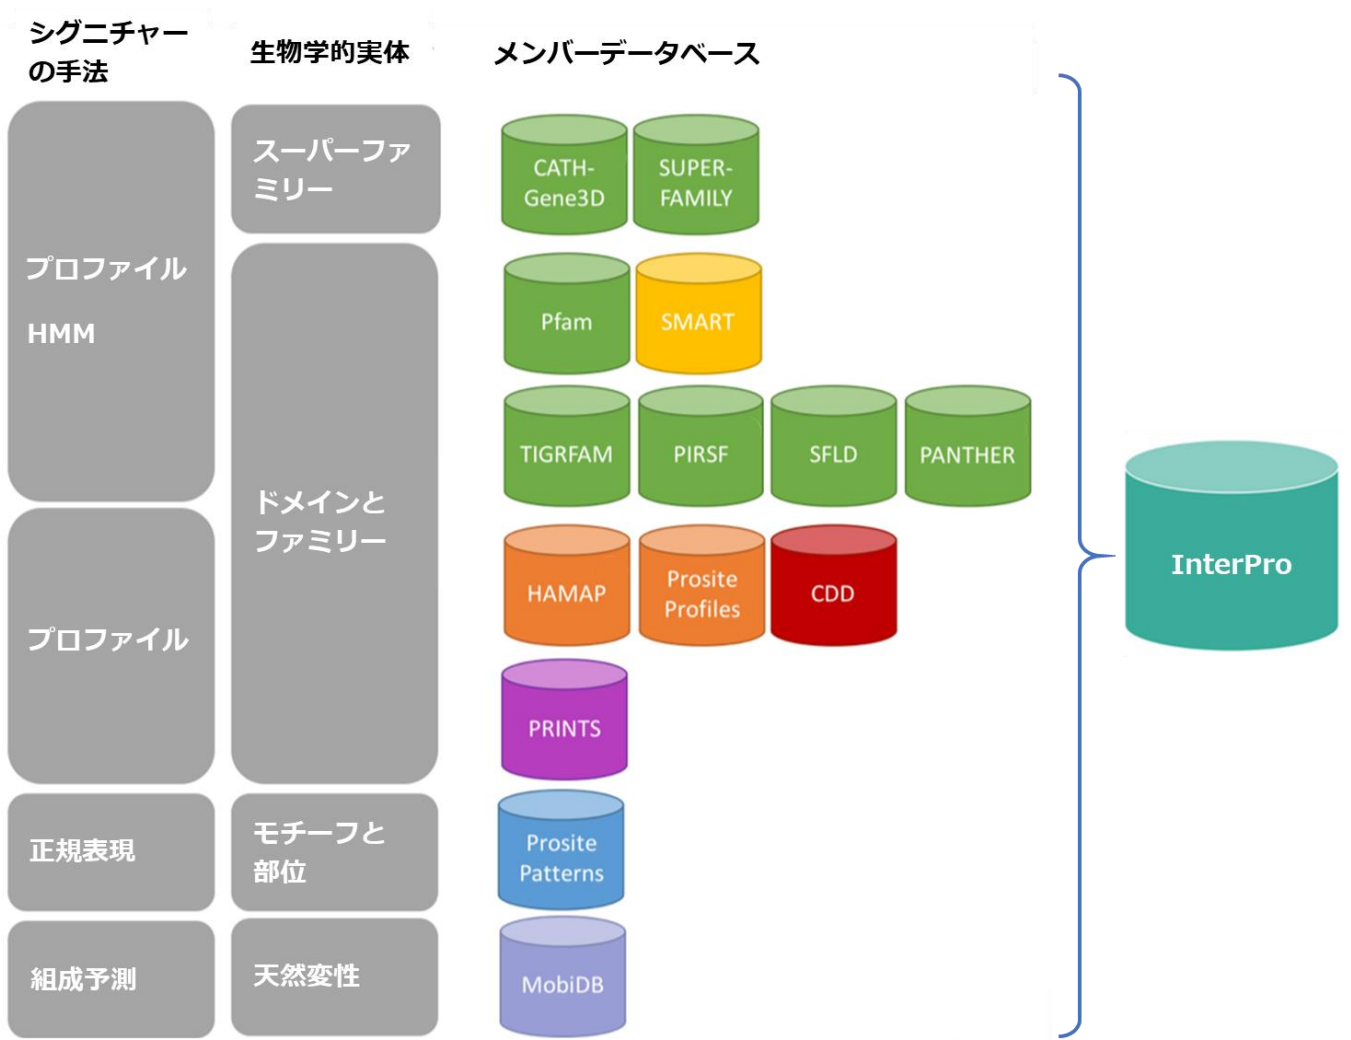 シグニチャー
の手法
生物学的実体
メンバーデータベース
プロファイル
HMM
スーパーファ
ミリー
CATH-
Gene3D
SUPER-
FAMILY
ドメインと
ファミリー
Pfam
SMART
TIGRFAM
PIRSF
SFLD
PANTHER
プロファイル
HAMAP
Prosite
Profiles
CDD
PRINTS
正規表現
モチーフと
部位
Prosite
Patterns
組成予測
天然変性
MobiDB
InterPro